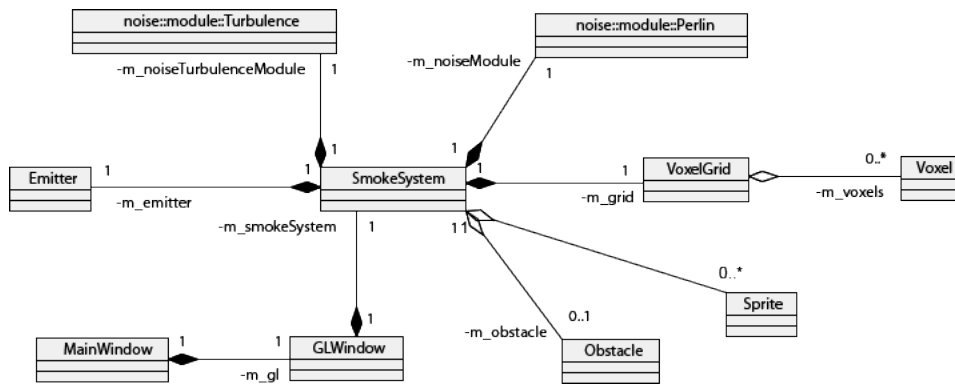 noise::module::Turbulence
noise::module::Perlin
-m_noiseTurbulenceModule
1
-m_noiseModule
1
1
1
Emitter
1
1
SmokeSystem
1
1
VoxelGrid
0..*
Voxel
-m_emitter
-m_grid
-m_voxels
-m_smokeSystem
1
1
1
0..*
Sprite
1
0..1
-m_obstacle
MainWindow
1
1
GLWindow
Obstacle
-m_gl